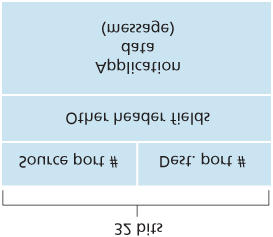 32 bits
Source port #
Dest. port #
Other header fields
Application
data
(message)